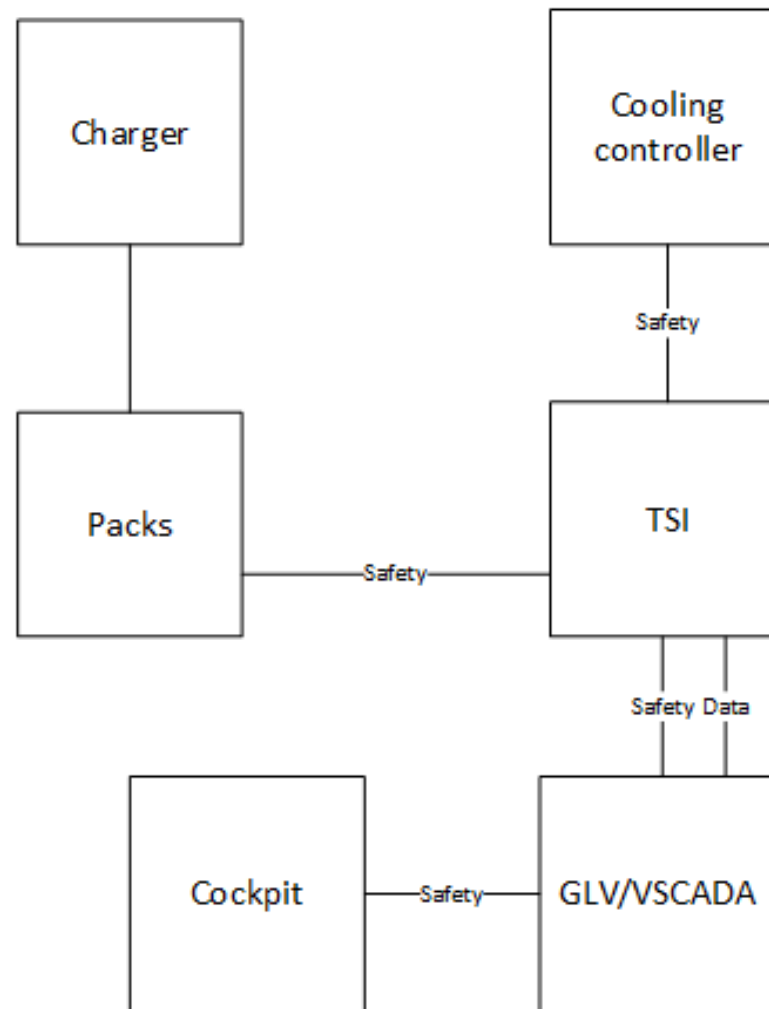 Charger
Cooling
controller
Safety
Packs
TSI
Safety
Safety Data
Cockpit
Safety
GLV/VSCADA